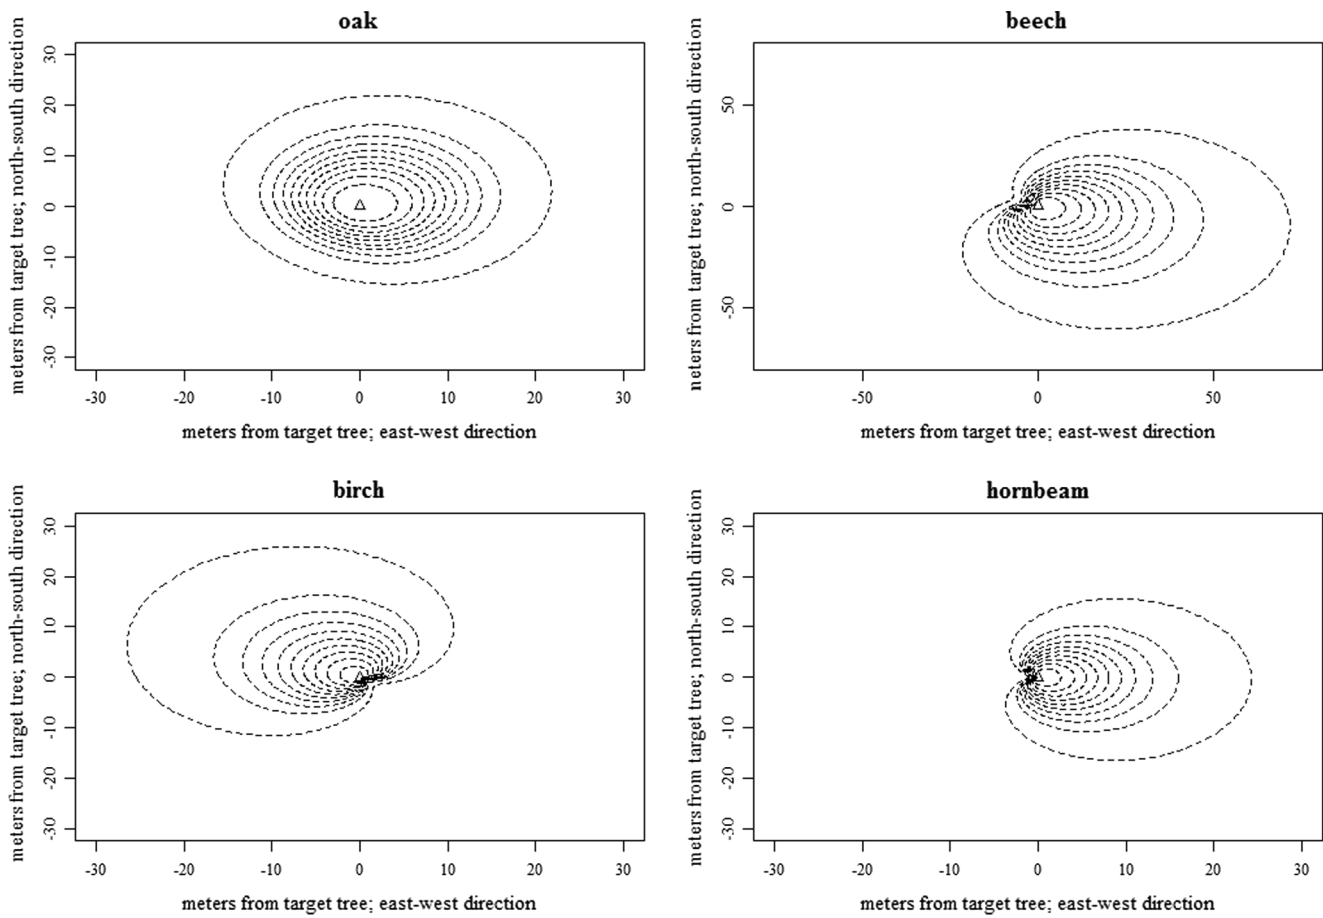 oak
meters from target tree; north-south direction
30
20
10
0
-10
-20
-30
-30 -20 -10 0 10 20 30
meters from target tree; east-west direction
beech
neters from target tree; north-south direction
50
0
-50
-50 0 50
meters from target tree; east-west direction
birch
meters from target tree; north-south direction
30
20
10
0
-10
-20
-30
-30 -20 -10 0 10 20 30
meters from target tree; east-west direction
hornbeam
meters from target tree; north-south direction
30
20
10
0
-10
-20
-30
-30 -20 -10 0 10 20 30
meters from target tree; east-west direction